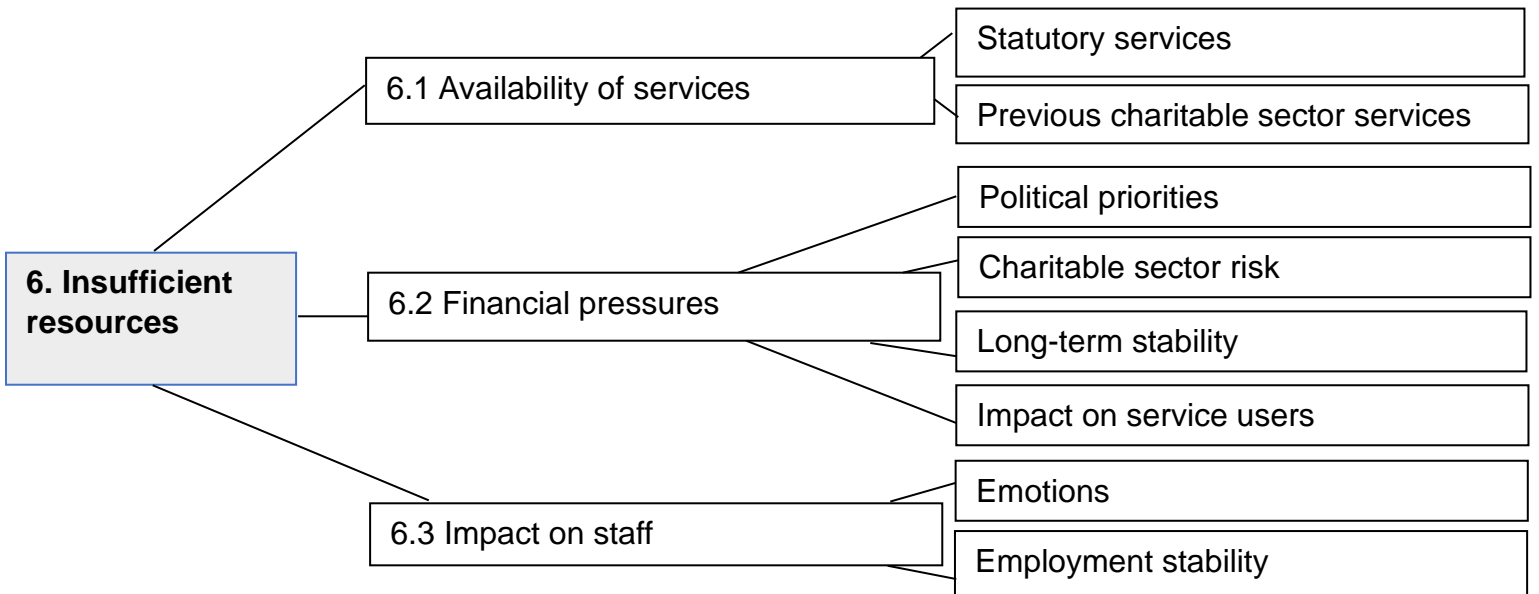 6. Insufficient
resources
6.1 Availability of services
Statutory services
Previous charitable sector services
6.2 Financial pressures
Political priorities
Charitable sector risk
Long-term stability
Impact on service users
6.3 Impact on staff
Emotions
Employment stability